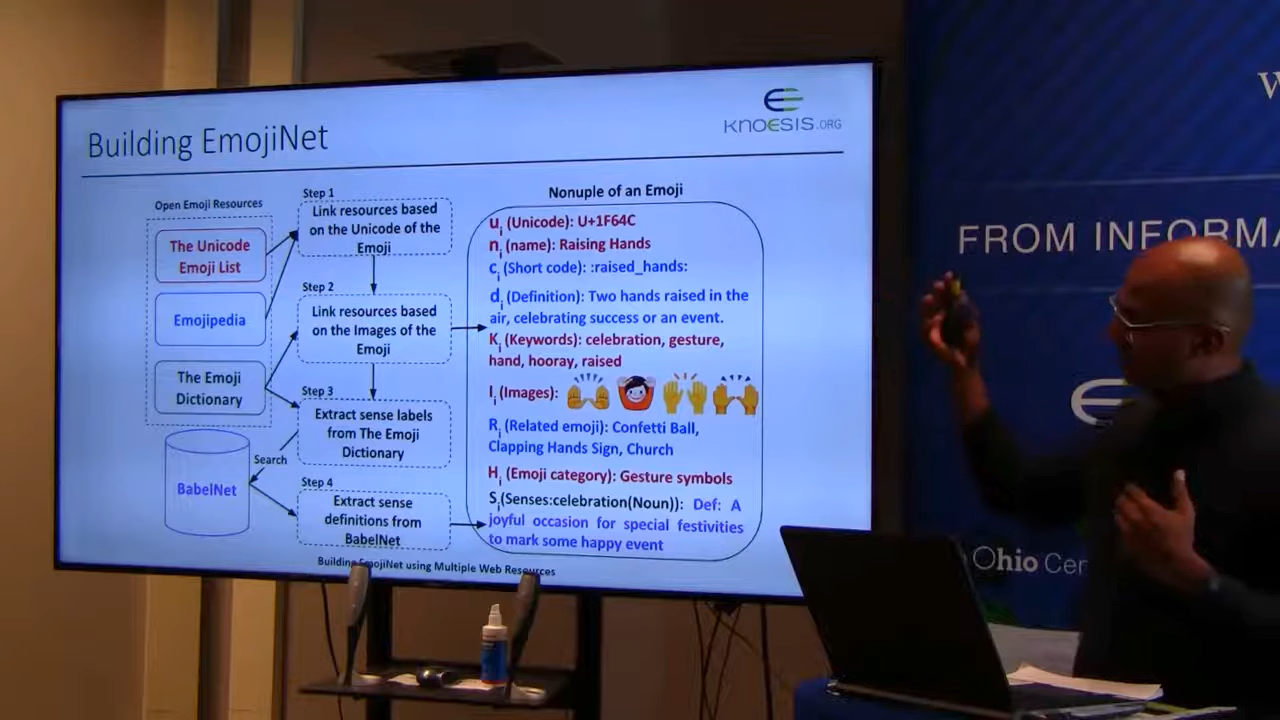 Building EmojiNet
KNOESIS.ORG
Open Emoji Resources
The Unicode
Emoji List
Emojipedia
The Emoji
Dictionary
BabelNet
Search
Step 1
Link resources based
on the Unicode of the
Emoji
Step 2
Link resources based
on the Images of the
Emoji
Step 3
Extract sense labels
from The Emoji
Dictionary
Step 4
Extract sense
definitions from
BabelNet
Nonuple of an Emoji
ui (Unicode): U+1F64C
ni (name): Raising Hands
ci (Short code): :raised_hands:
di (Definition): Two hands raised in the
air, celebrating success or an event.
Ki (Keywords): celebration, gesture,
hand, hooray, raised
Ii (Images):
Ri (Related emoji): Confetti Ball,
Clapping Hands Sign, Church
Hi (Emoji category): Gesture symbols
Si(Senses:celebration(Noun)): Def: A
joyful occasion for special festivities
to mark some happy event
Building EmojiNet using Multiple Web Resources
W
FROM INFORMA
Ohio Cen